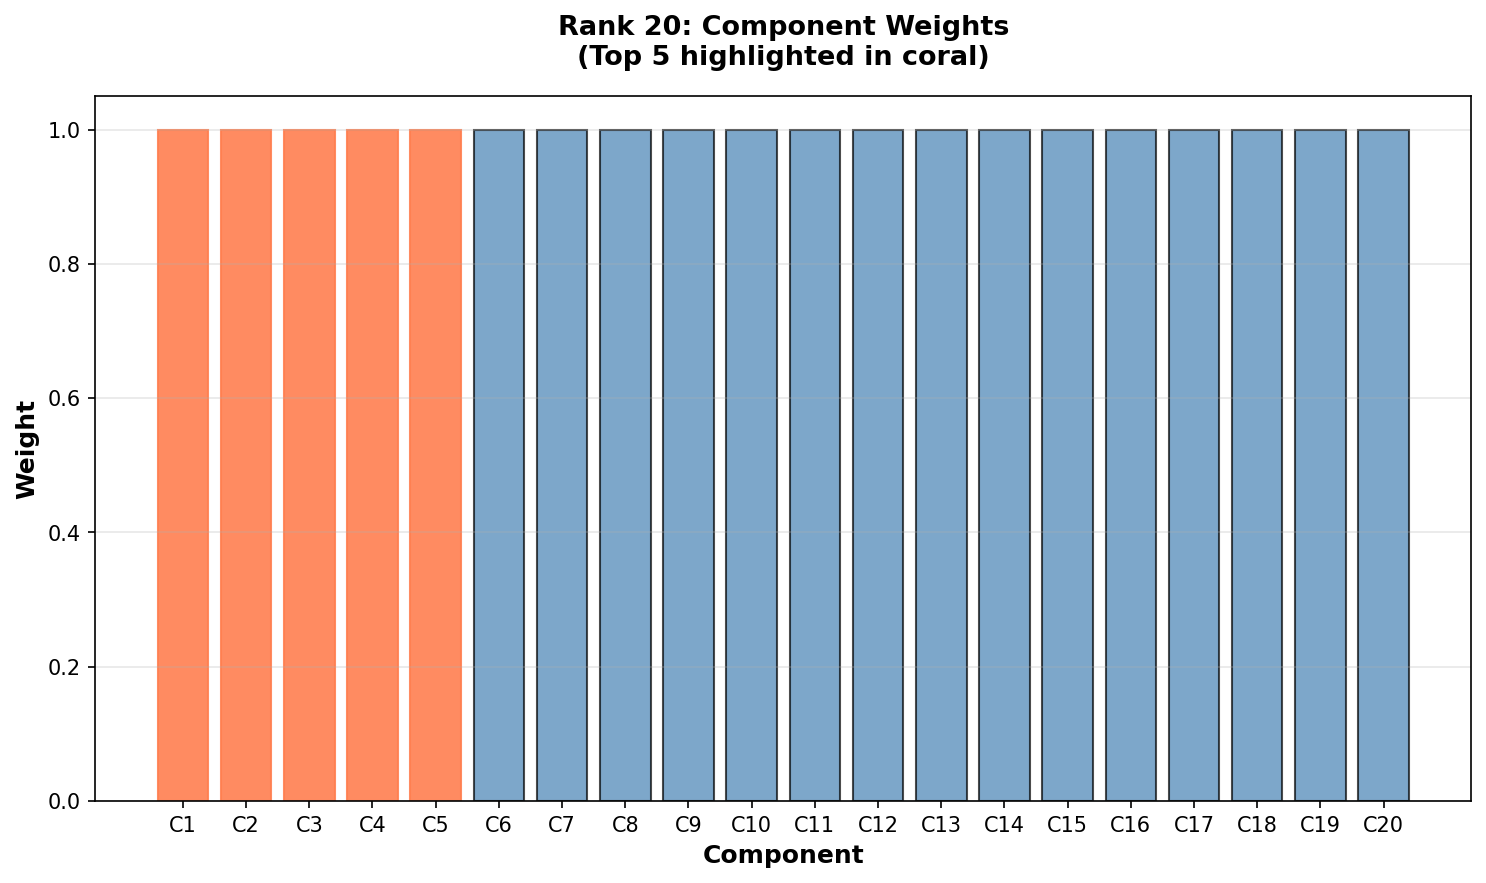 Rank 20: Component Weights
(Top 5 highlighted in coral)
Weight
1.0
0.8
0.6
0.4
0.2
0.0
C1 C2 C3 C4 C5 C6 C7 C8 C9 C10 C11 C12 C13 C14 C15 C16 C17 C18 C19 C20
Component